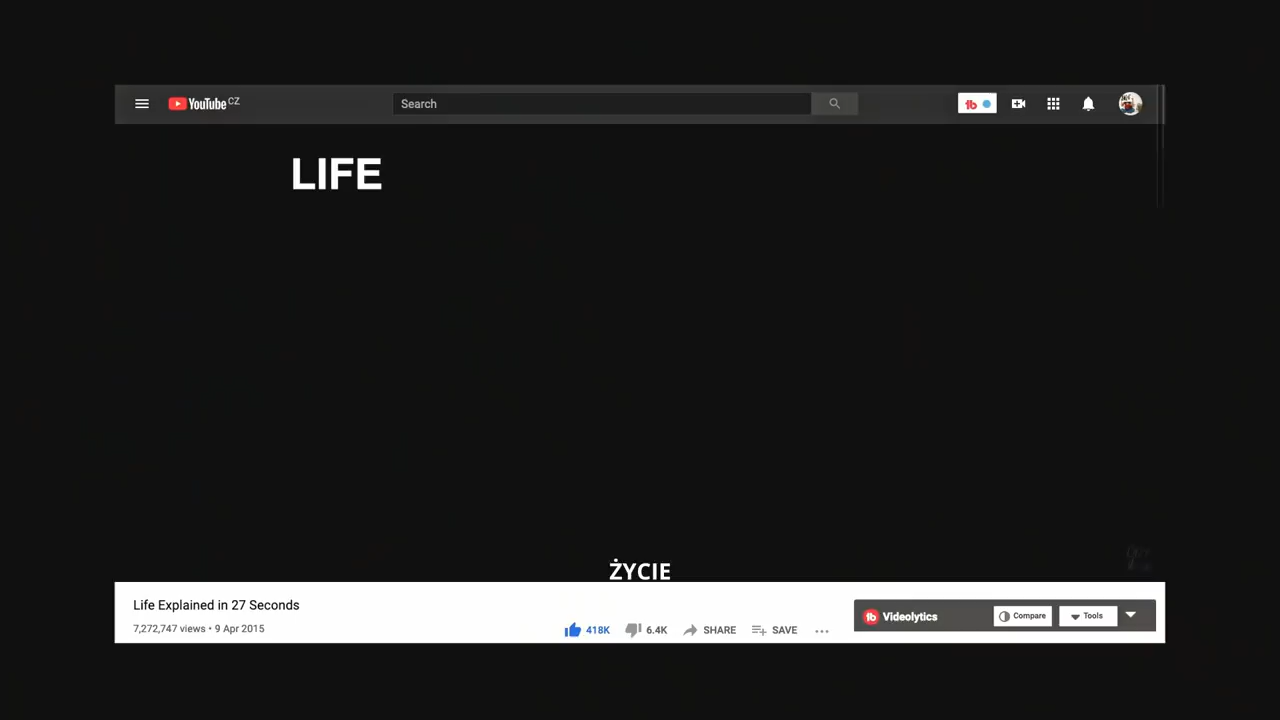 YouTube CZ
Search
LIFE
ŻYCIE
Life Explained in 27 Seconds
7,272,747 views • 9 Apr 2015
418K
6.4K
SHARE
SAVE
tb Videolytics
Compare
Tools